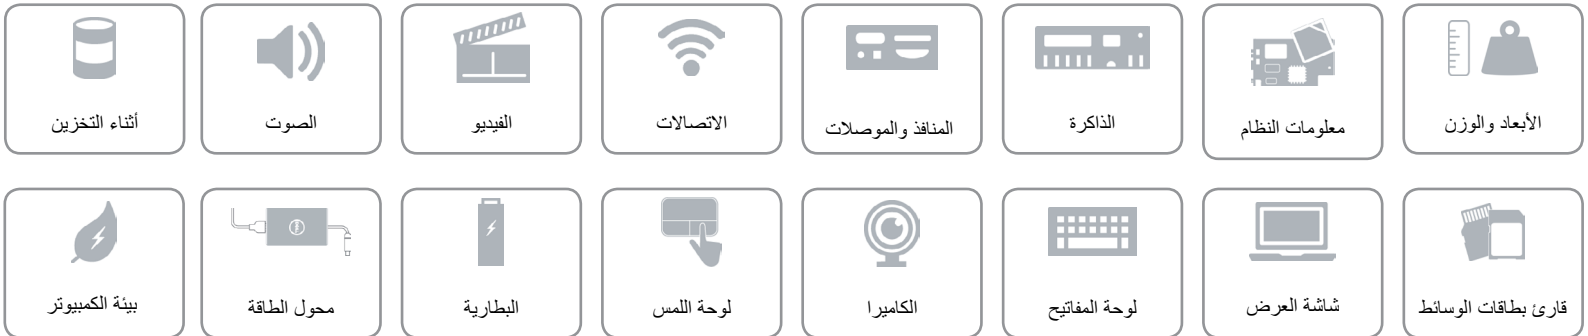 الأبعاد والوزن
معلومات النظام
الذاكرة
المنافذ والموصلات
الاتصالات
الفيديو
الصوت
أثناء التخزين
قارئ بطاقات الوسائط
شاشة العرض
لوحة المفاتيح
الكاميرا
لوحة اللمس
البطارية
محول الطاقة
بيئة الكمبيوتر